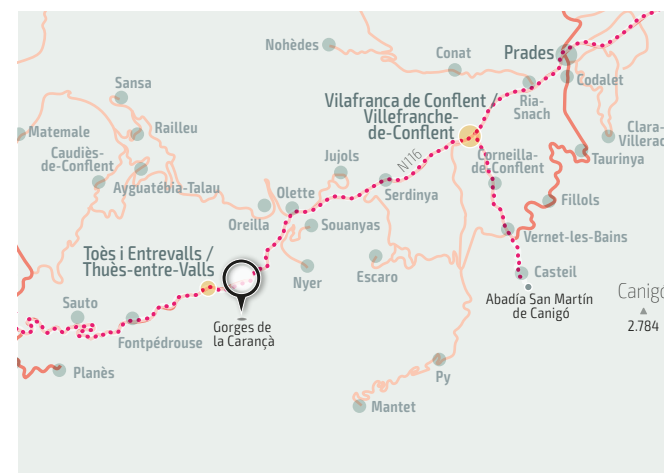 Nohèdes
Conat
Prades
Codalet
Sansa
Ria-
Snach
Vilafranca de Conflent /
Villefranche-
de-Conflent
Clara-
Villerac
Matemale
Railleu
Taurinya
Caudiès-
de-Conflent
Jujols
N116
Corneilla-
de-Conflent
Ayguatébia-Talau
Olette
Serdinya
Fillols
Oreilla
Souanyas
Vernet-les-Bains
Toès i Entrevalls /
Thuès-entre-Valls
Nyer
Escaro
Casteil
Sauto
Abadía San Martín
de Canigó
Canigó
2.784
Fontpédrouse
Gorges de
la Carançà
Planès
Py
Mantet